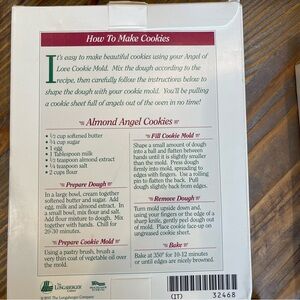 How To Make Cookies
It's easy to make beautiful cookies using your Angel of
Love Cookie Mold. Mix the dough according to the
recipe, then carefully follow the instructions below to
shape the dough with your cookie mold. You'll be pulling
a cookie sheet full of angels out of the oven in no time!
Almond Angel Cookies
• ½ cup softened butter
• ¾ cup sugar
• 1 egg
• 1 Tablespoon milk
• ½ teaspoon almond extract
• ¼ teaspoon salt
• 2 cups flour
Prepare Dough
In a large bowl, cream together
softened butter and sugar. Add
egg, milk and almond extract. In
a small bowl, mix flour and salt.
Add flour mixture to dough. Mix
together with hands. Chill for
20-30 minutes.
Prepare Cookie Mold
Using a pastry brush, brush a
very thin coat of vegetable oil over
the mold.
Fill Cookie Mold
Shape a small amount of dough
into a ball and flatten between
hands until it is slightly smaller
than the mold. Press dough
firmly into mold, spreading to
edges with fingers. Use a rolling
pin to flatten the back. Pull
dough slightly back from edges.
Remove Dough
Turn mold upside down and,
using your fingers or the edge of
a sharp knife, gently peel dough out
of mold. Place cookie face-up on
ungreased cookie sheet.
Bake
Bake at 350° for 10-12 minutes
or until edges are nicely browned.
The Longaberger
The Longaberger Company
(IT) 32468